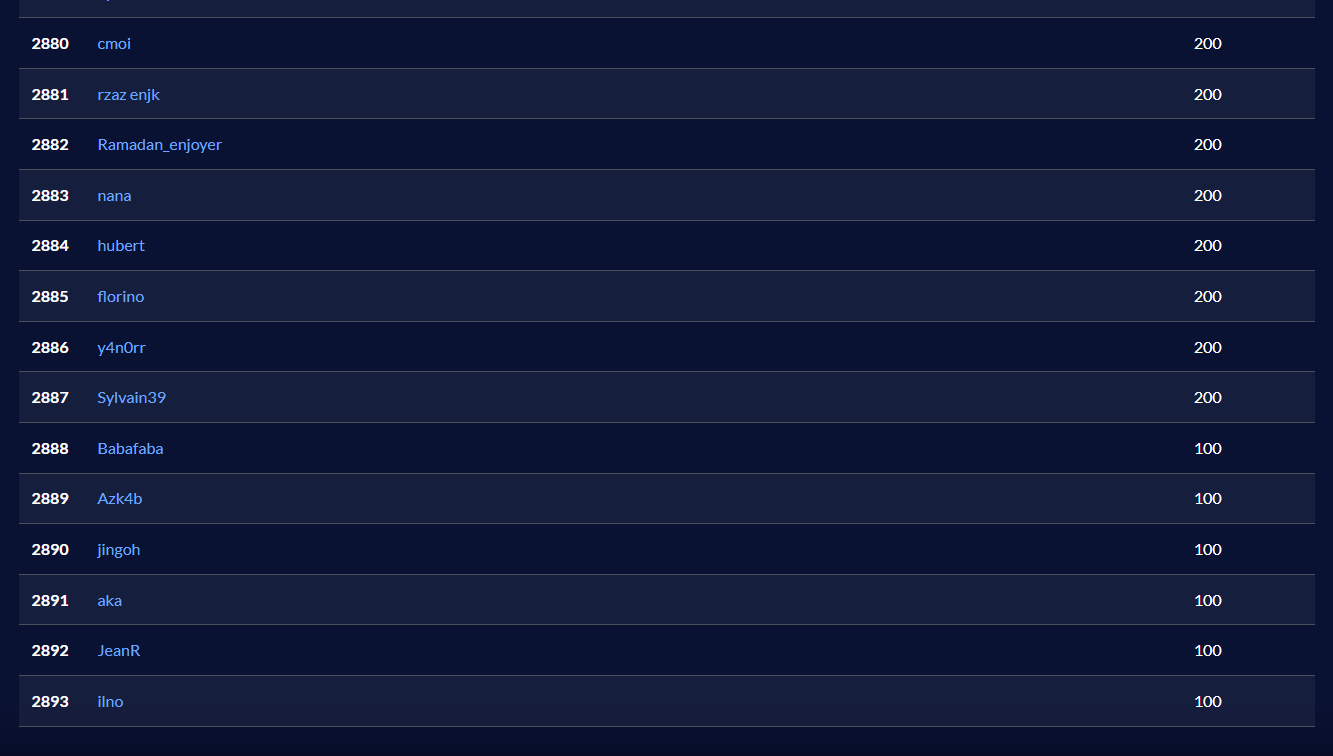 2880 cmoi 200
2881 rzaz enjk 200
2882 Ramadan_enjoyer 200
2883 nana 200
2884 hubert 200
2885 florino 200
2886 y4n0rr 200
2887 Sylvain39 200
2888 Babafaba 100
2889 Azk4b 100
2890 jingoh 100
2891 aka 100
2892 JeanR 100
2893 ilno 100